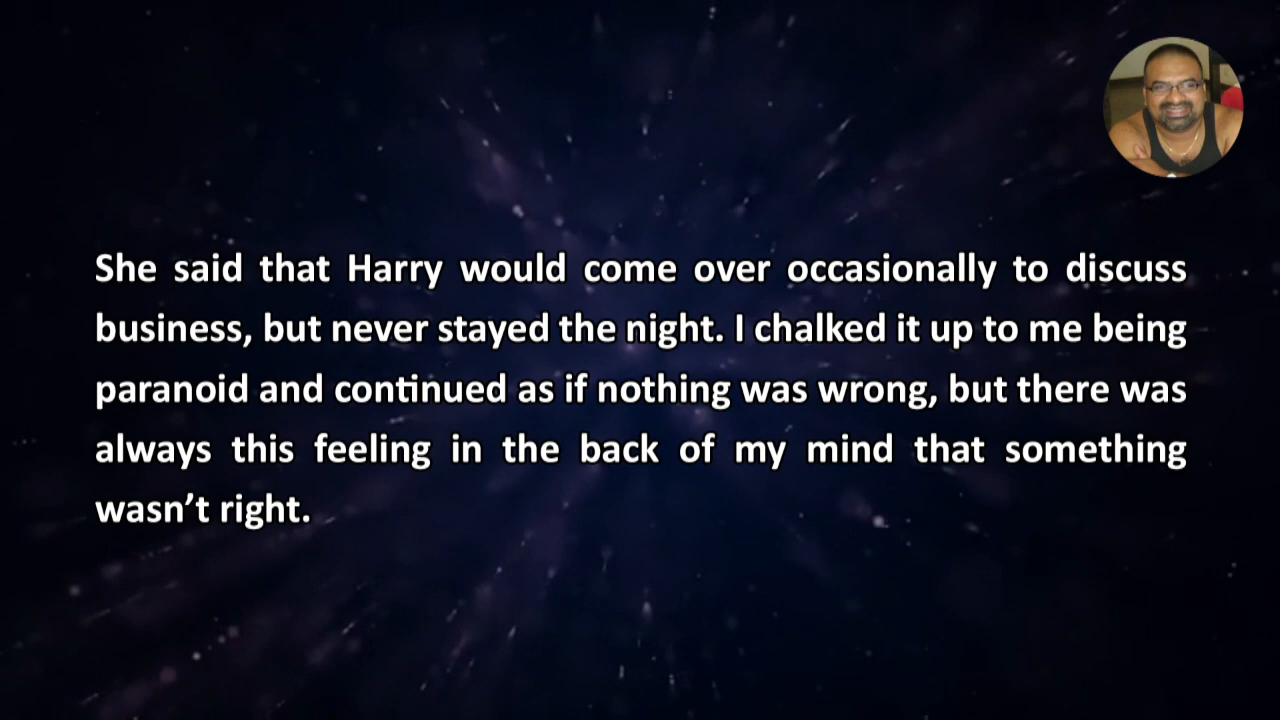 She said that Harry would come over occasionally to discuss
business, but never stayed the night. I chalked it up to me being
paranoid and continued as if nothing was wrong, but there was
always this feeling in the back of my mind that something
wasn’t right.